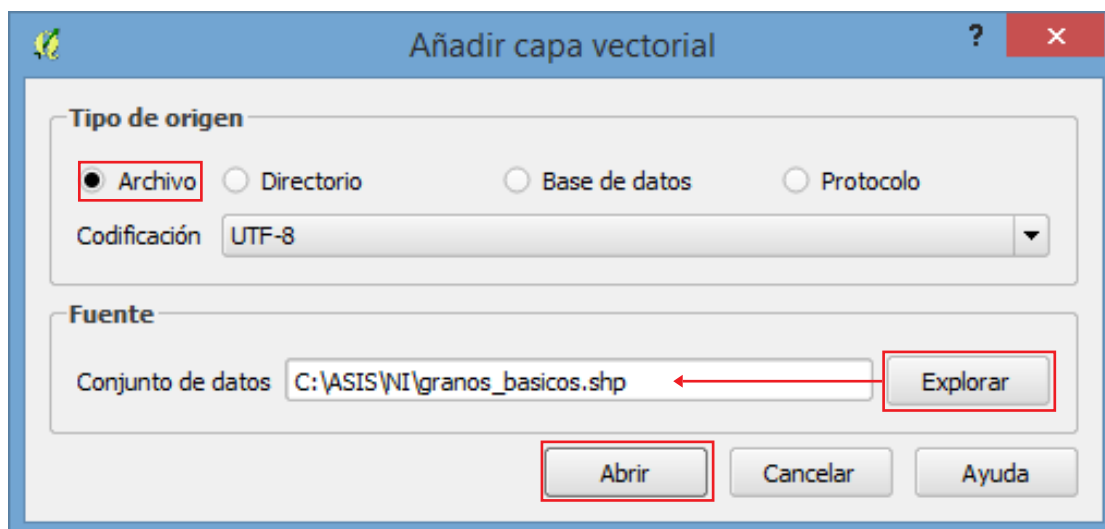 Añadir capa vectorial ? ×
Tipo de origen
Archivo Directorio Base de datos Protocolo
Codificación UTF-8
Fuente
Conjunto de datos C:\ASIS\NI\granos_basicos.shp Explorar
Abrir Cancelar Ayuda